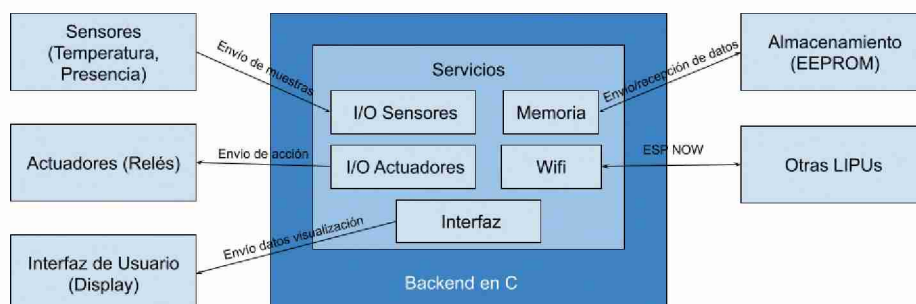 Sensores
(Temperatura,
Presencia)
Envío de muestras
Servicios
Envío/recepción de datos
Almacenamiento
(EEPROM)
I/O Sensores
Memoria
Actuadores (Relés)
Envio de acción
I/O Actuadores
Wifi
ESP NOW
Otras LIPUs
Interfaz
Envío datos visualización
Interfaz de Usuario
(Display)
Backend en C